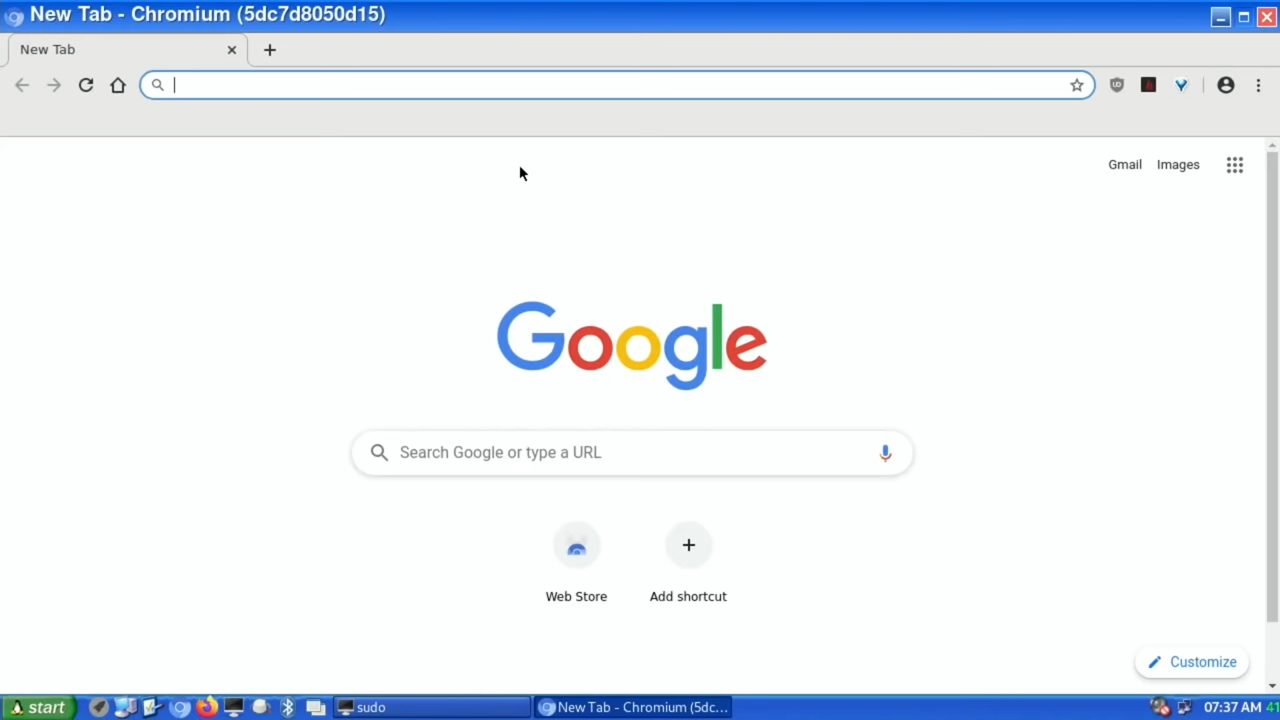 New Tab - Chromium (5dc7d8050d15)
New Tab
Gmail Images
Google
Search Google or type a URL
Web Store Add shortcut
Customize
start sudo New Tab - Chromium (5dc... 07:37 AM 41